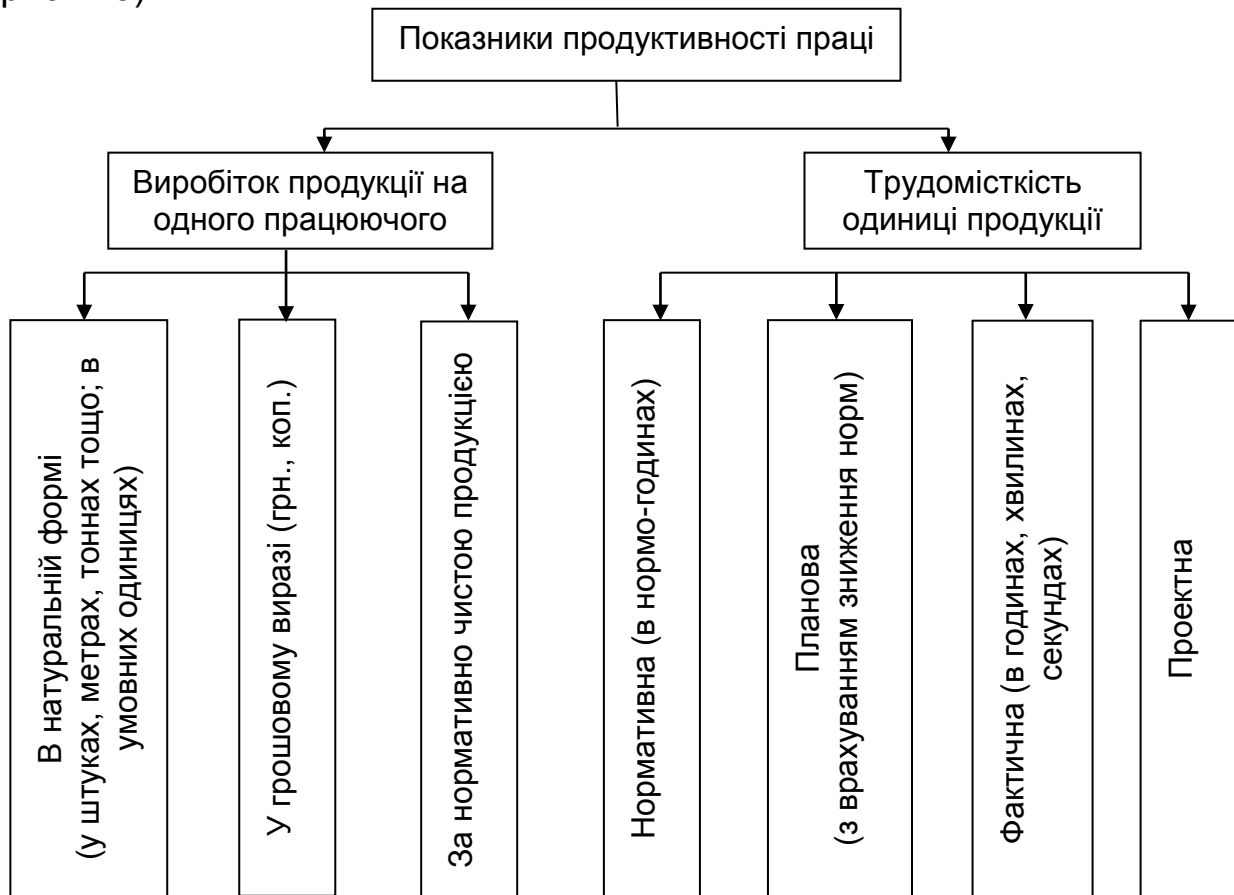 Показники продуктивності праці
Виробіток продукції на
одного працюючого
Трудомісткість
одиниці продукції
В натуральній формі
(у штуках, метрах, тоннах тощо; в
умовних одиницях)
У грошовому виразі (грн., коп.)
За нормативно чистою продукцією
Нормативна (в нормо-годинах)
Планова
(з врахуванням зниження норм)
Фактична (в годинах, хвилинах,
секундах)
Проектна